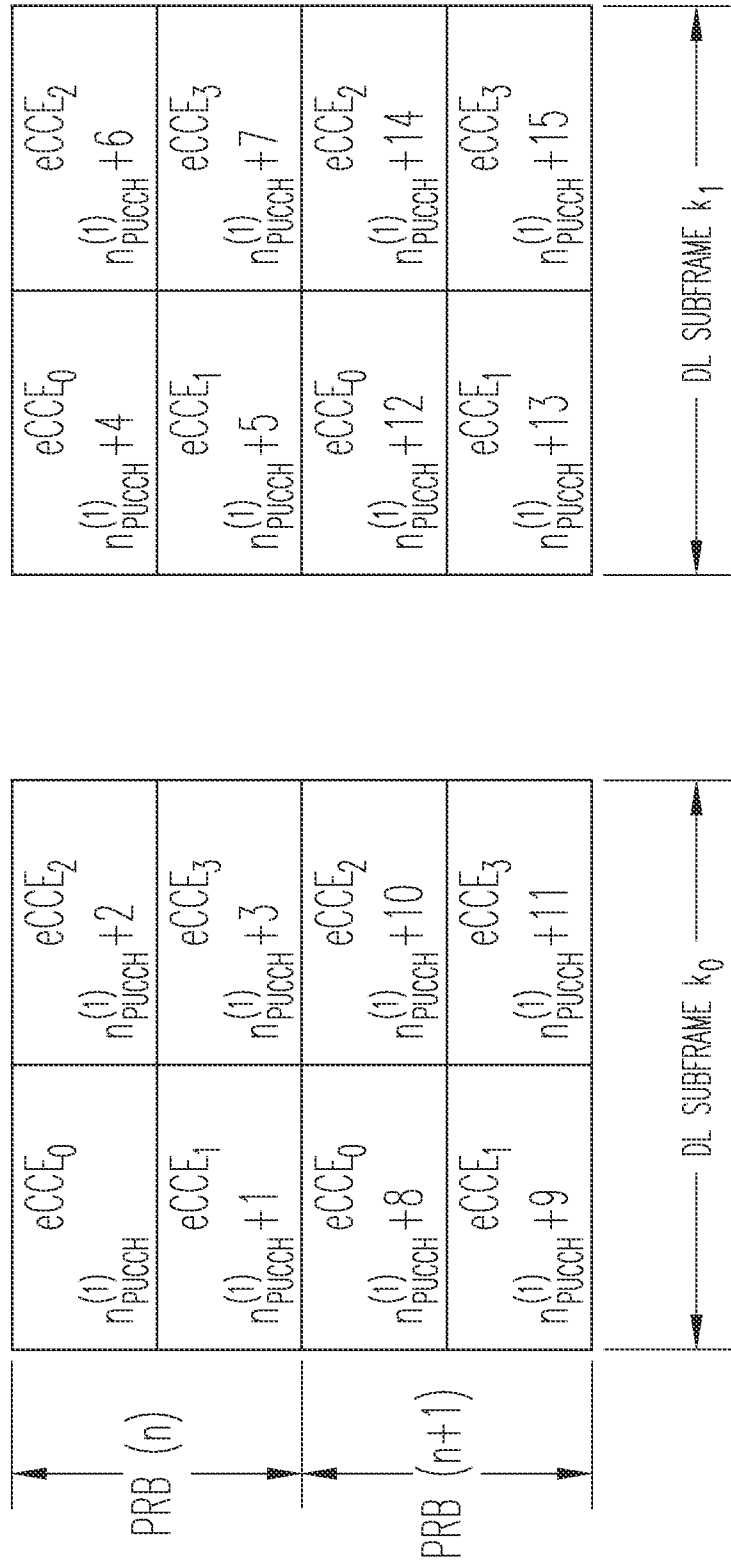 PRB (n)
PRB (n+1)
eCCE₀
n⁽¹⁾PUCCH
eCCE₂
n⁽¹⁾PUCCH +2
eCCE₁
n⁽¹⁾PUCCH +1
eCCE₃
n⁽¹⁾PUCCH +3
eCCE₀
n⁽¹⁾PUCCH +8
eCCE₂
n⁽¹⁾PUCCH +10
eCCE₁
n⁽¹⁾PUCCH +9
eCCE₃
n⁽¹⁾PUCCH +11
DL SUBFRAME k₀
eCCE₀
n⁽¹⁾PUCCH +4
eCCE₂
n⁽¹⁾PUCCH +6
eCCE₁
n⁽¹⁾PUCCH +5
eCCE₃
n⁽¹⁾PUCCH +7
eCCE₀
n⁽¹⁾PUCCH +12
eCCE₂
n⁽¹⁾PUCCH +14
eCCE₁
n⁽¹⁾PUCCH +13
eCCE₃
n⁽¹⁾PUCCH +15
DL SUBFRAME k₁